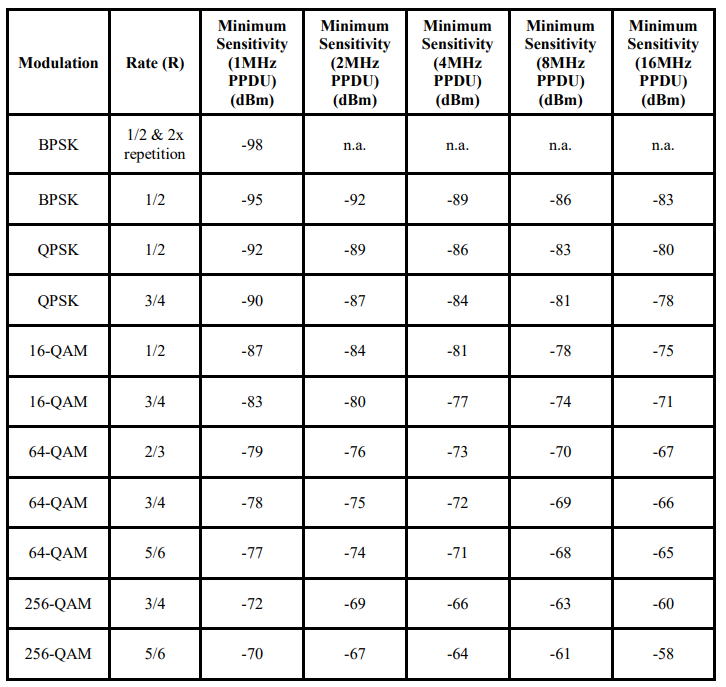 Modulation Rate (R) Minimum Sensitivity (1MHz PPDU) (dBm) Minimum Sensitivity (2MHz PPDU) (dBm) Minimum Sensitivity (4MHz PPDU) (dBm) Minimum Sensitivity (8MHz PPDU) (dBm) Minimum Sensitivity (16MHz PPDU) (dBm)
BPSK 1/2 & 2x repetition -98 n.a. n.a. n.a. n.a.
BPSK 1/2 -95 -92 -89 -86 -83
QPSK 1/2 -92 -89 -86 -83 -80
QPSK 3/4 -90 -87 -84 -81 -78
16-QAM 1/2 -87 -84 -81 -78 -75
16-QAM 3/4 -83 -80 -77 -74 -71
64-QAM 2/3 -79 -76 -73 -70 -67
64-QAM 3/4 -78 -75 -72 -69 -66
64-QAM 5/6 -77 -74 -71 -68 -65
256-QAM 3/4 -72 -69 -66 -63 -60
256-QAM 5/6 -70 -67 -64 -61 -58